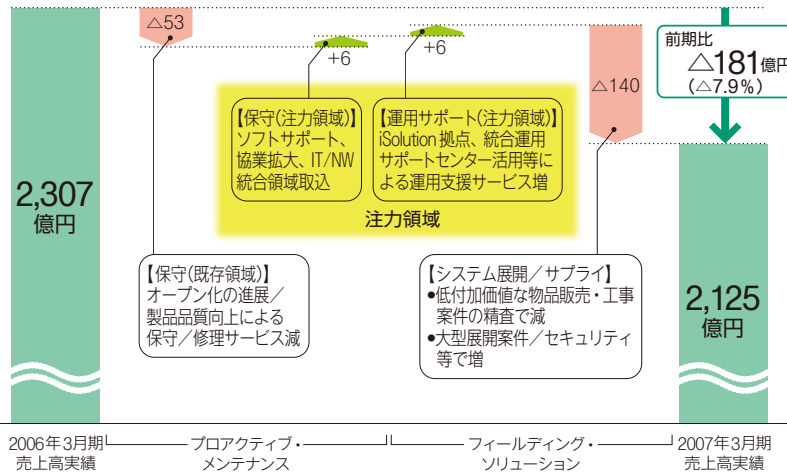 △53
+6
+6
△140
前期比
△181億円
(△7.9%)
【保守(注力領域)】
ソフトサポート、
協業拡大、IT/NW
統合領域取込
【運用サポート(注力領域)】
iSolution 拠点、統合運用
サポートセンター活用等に
よる運用支援サービス増
注力領域
2,307
億円
【保守(既存領域)】
オープン化の進展/
製品品質向上による
保守/修理サービス減
【システム展開/サプライ】
●低付加価値な物品販売・工事
案件の精査で減
●大型展開案件/セキュリティ
等で増
2,125
億円
2006年3月期
売上高実績
プロアクティブ・
メンテナンス
フィールディング・
ソリューション
2007年3月期
売上高実績